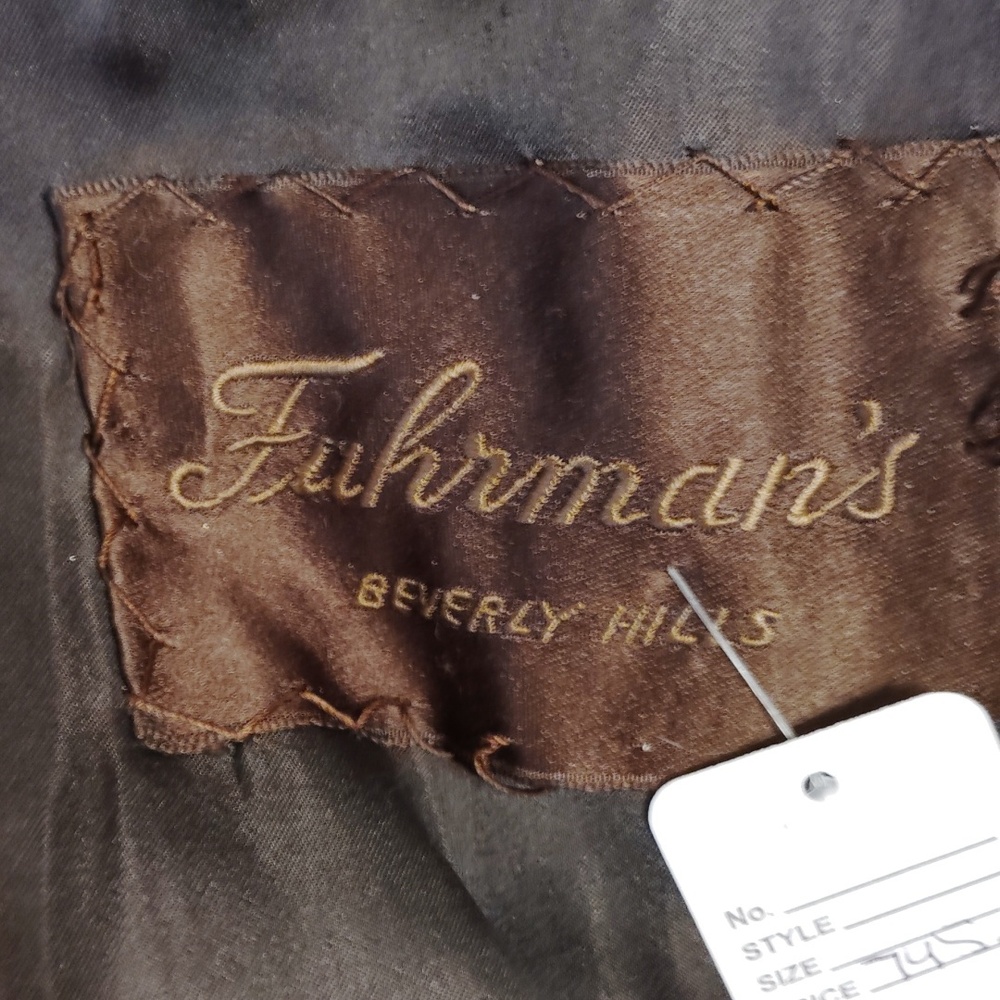 Fuhrman's
BEVERLY HILLS
No.
STYLE
SIZE